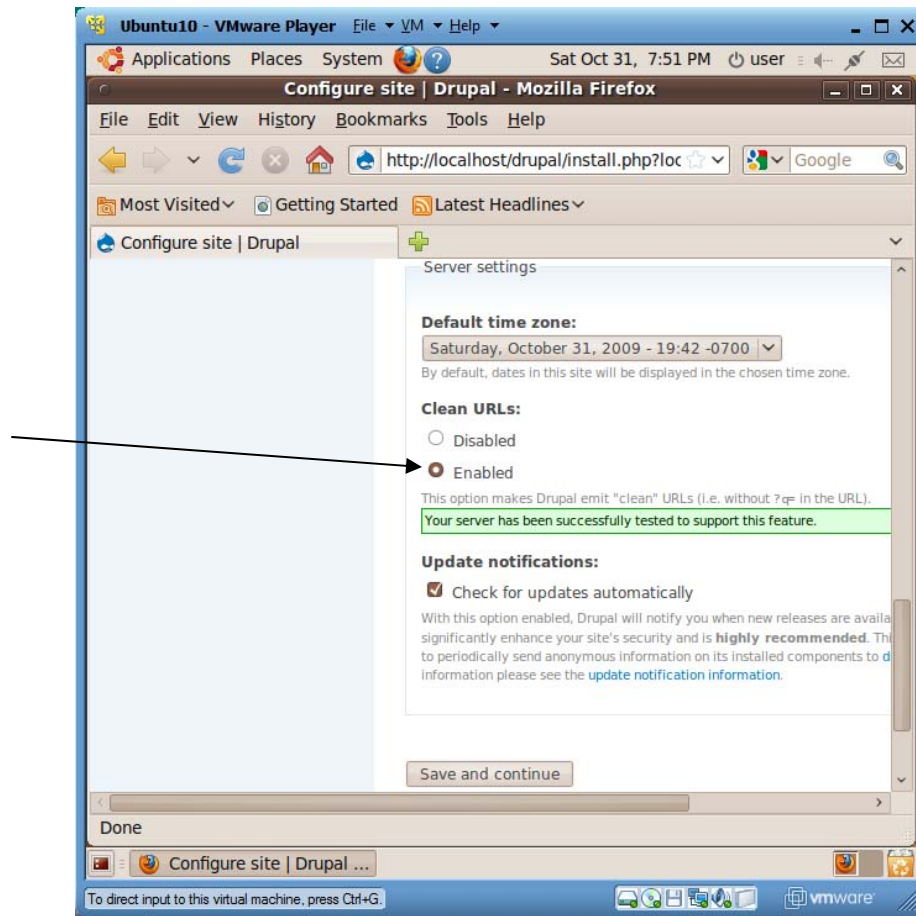 Ubuntu10 - VMware Player File VM Help
Applications Places System Sat Oct 31, 7:51 PM user
Configure site | Drupal - Mozilla Firefox
File Edit View History Bookmarks Tools Help
http://localhost/drupal/install.php?loc Google
Most Visited Getting Started Latest Headlines
Configure site | Drupal
Server settings
Default time zone:
Saturday, October 31, 2009 - 19:42 -0700
By default, dates in this site will be displayed in the chosen time zone.
Clean URLs:
Disabled
Enabled
This option makes Drupal emit "clean" URLs (i.e. without ?q= in the URL).
Your server has been successfully tested to support this feature.
Update notifications:
Check for updates automatically
With this option enabled, Drupal will notify you when new releases are availa
significantly enhance your site's security and is highly recommended. Thi
to periodically send anonymous information on its installed components to d
information please see the update notification information.
Save and continue
Done
Configure site | Drupal ...
To direct input to this virtual machine, press Ctrl+G.
vmware